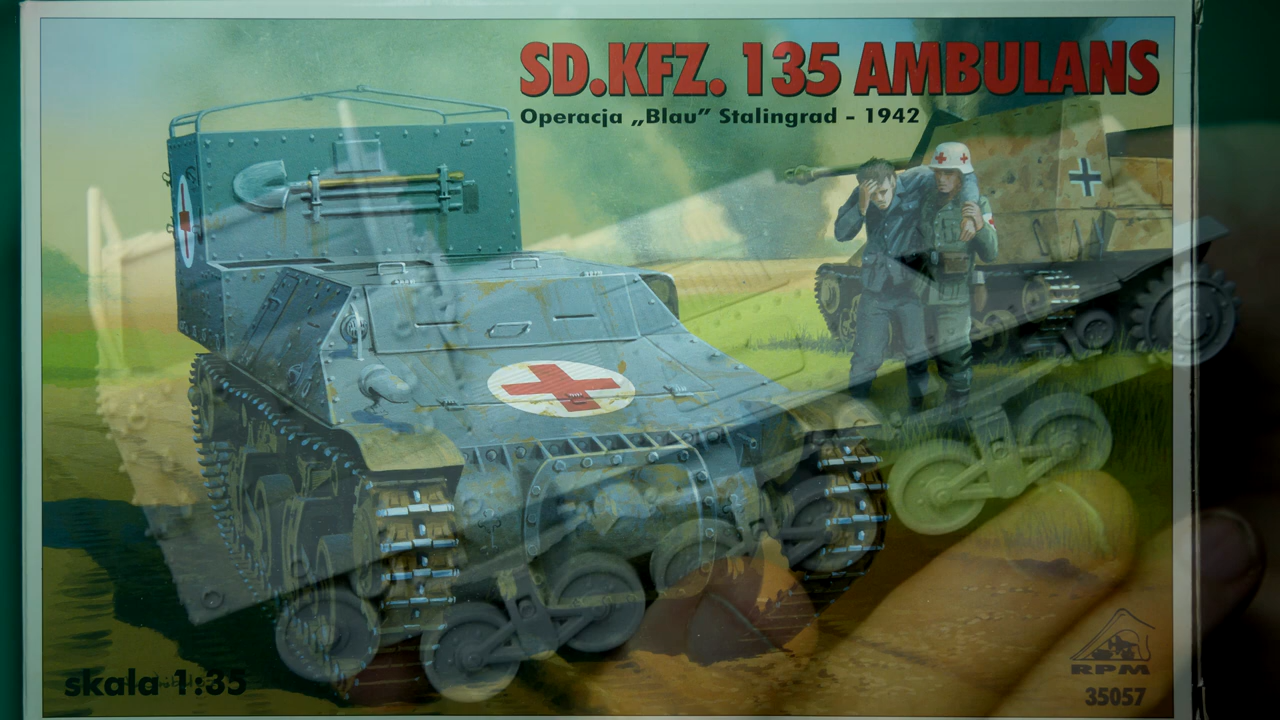 SD.KFZ. 135 AMBULANS
Operacja „Blau” Stalingrad - 1942
skala 1:35
RPM
35057